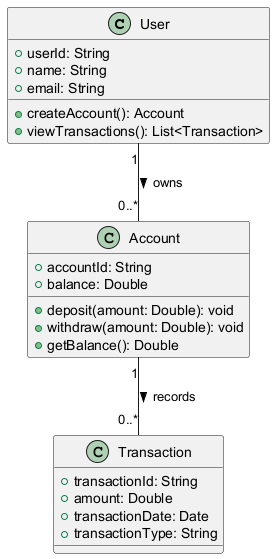 C User
userId: String
name: String
email: String
createAccount(): Account
viewTransactions(): List<Transaction>
1
owns
0..*
C Account
accountId: String
balance: Double
deposit(amount: Double): void
withdraw(amount: Double): void
getBalance(): Double
1
records
0..*
C Transaction
transactionId: String
amount: Double
transactionDate: Date
transactionType: String